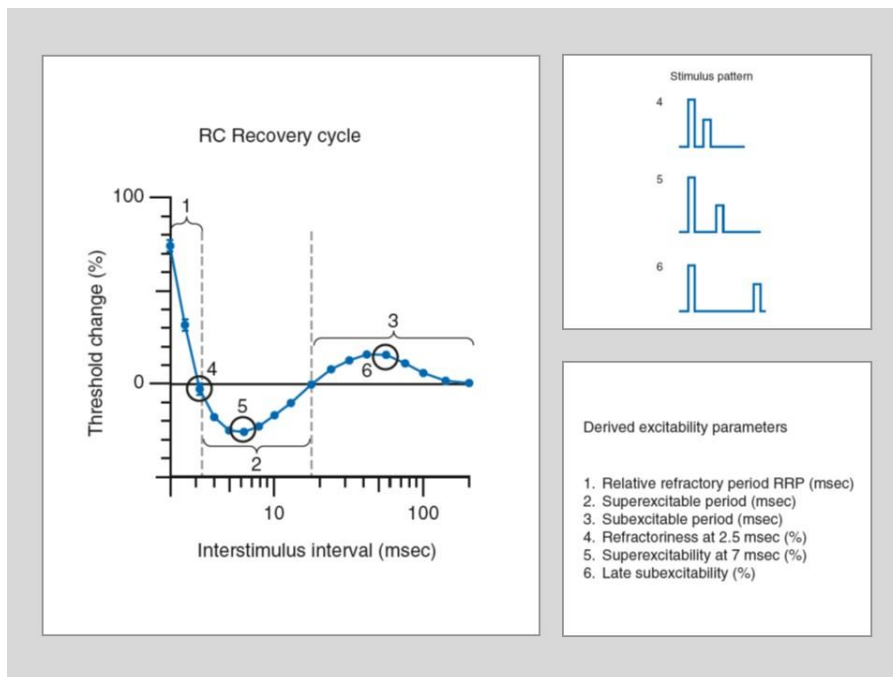 RC Recovery cycle
100
1
Threshold change (%)
3
4
6
0
5
2
10
100
Interstimulus interval (msec)
Stimulus pattern
4
5
6
Derived excitability parameters
1. Relative refractory period RRP (msec)
2. Superexcitable period (msec)
3. Subexcitable period (msec)
4. Refractoriness at 2.5 msec (%)
5. Superexcitability at 7 msec (%)
6. Late subexcitability (%)